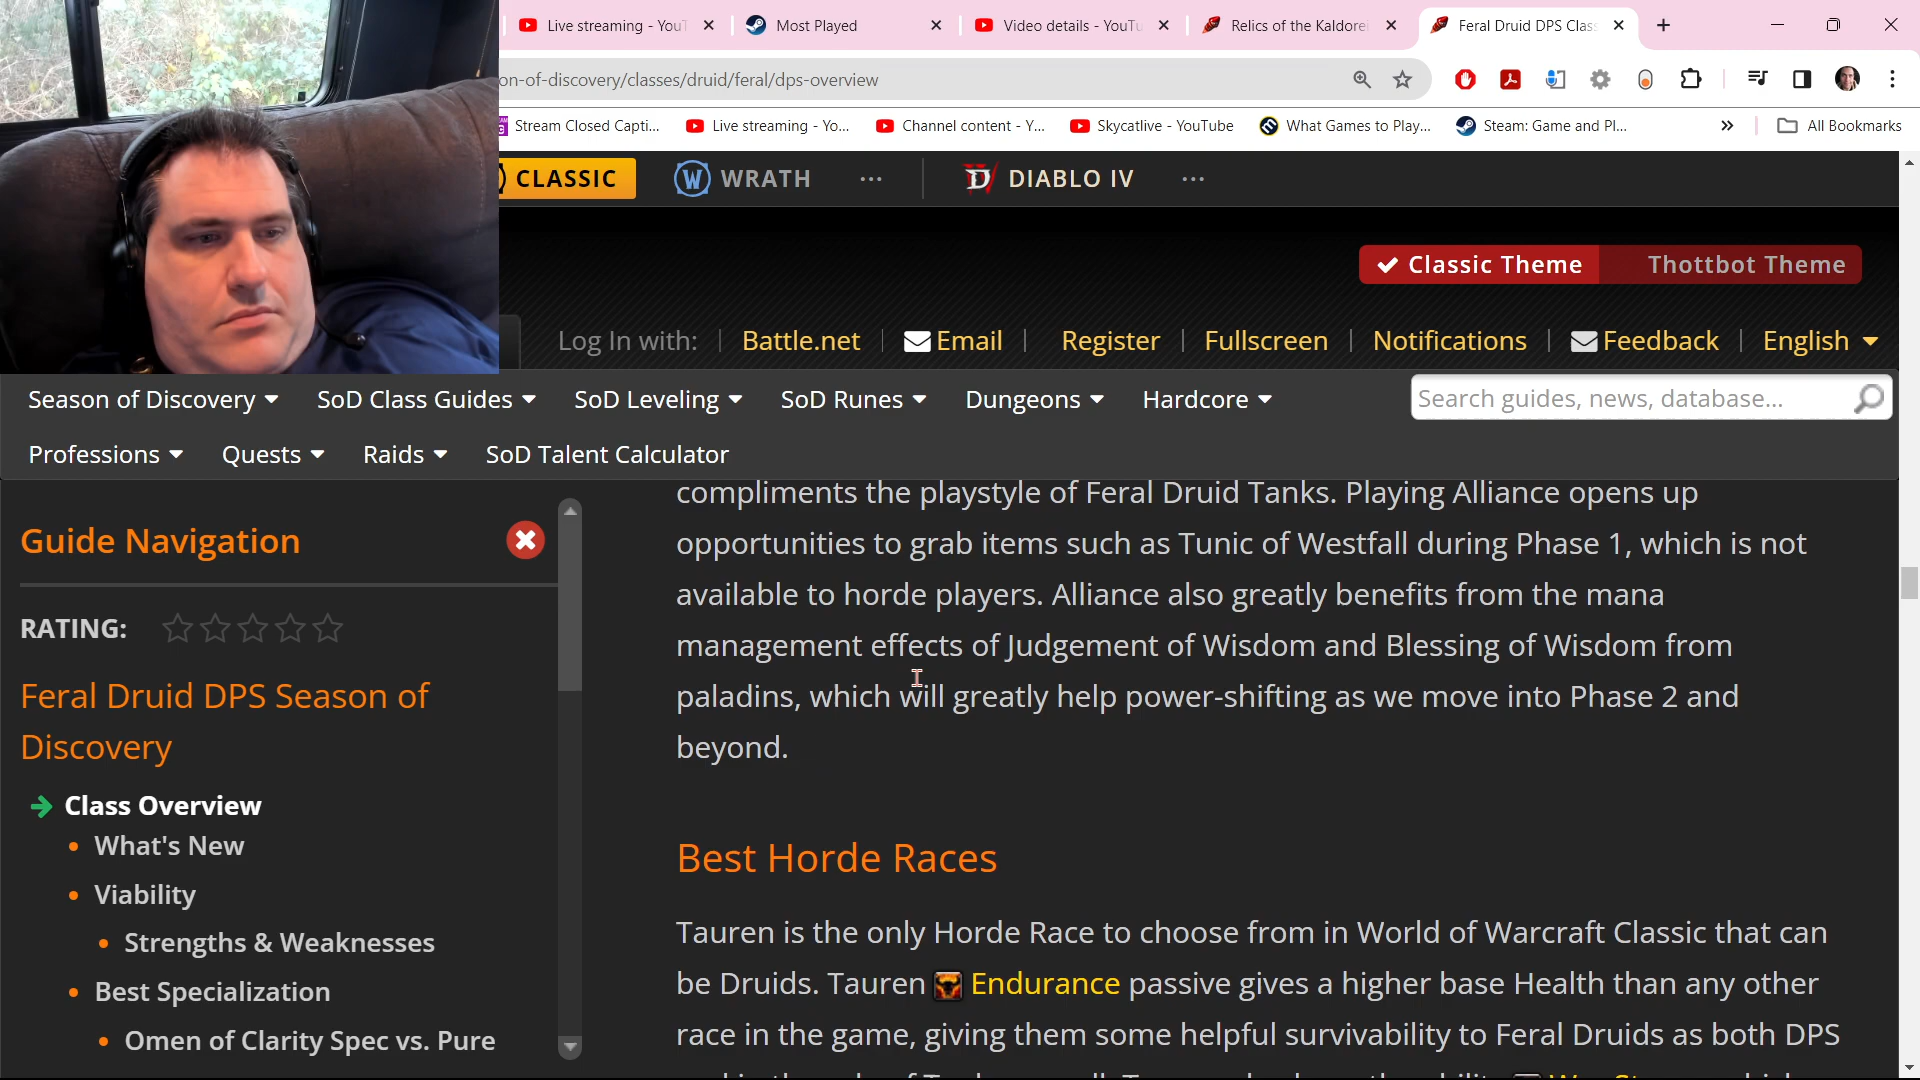 Live streaming - YouT
Most Played
Video details - YouTu
Relics of the Kaldorei
Feral Druid DPS Clas
on-of-discovery/classes/druid/feral/dps-overview
Stream Closed Capti...
Live streaming - Yo...
Channel content - Y...
Skycatlive - YouTube
What Games to Play...
Steam: Game and Pl...
»
All Bookmarks
CLASSIC
WRATH
...
DIABLO IV
...
Classic Theme
Thottbot Theme
Log In with:
Battle.net
Email
Register
Fullscreen
Notifications
Feedback
English
Season of Discovery
SoD Class Guides
SoD Leveling
SoD Runes
Dungeons
Hardcore
Search guides, news, database...
Professions
Quests
Raids
SoD Talent Calculator
Guide Navigation
RATING:
Feral Druid DPS Season of
Discovery
Class Overview
• What's New
• Viability
• Strengths & Weaknesses
• Best Specialization
• Omen of Clarity Spec vs. Pure
compliments the playstyle of Feral Druid Tanks. Playing Alliance opens up
opportunities to grab items such as Tunic of Westfall during Phase 1, which is not
available to horde players. Alliance also greatly benefits from the mana
management effects of Judgement of Wisdom and Blessing of Wisdom from
paladins, which will greatly help power-shifting as we move into Phase 2 and
beyond.
Best Horde Races
Tauren is the only Horde Race to choose from in World of Warcraft Classic that can
be Druids. Tauren Endurance passive gives a higher base Health than any other
race in the game, giving them some helpful survivability to Feral Druids as both DPS